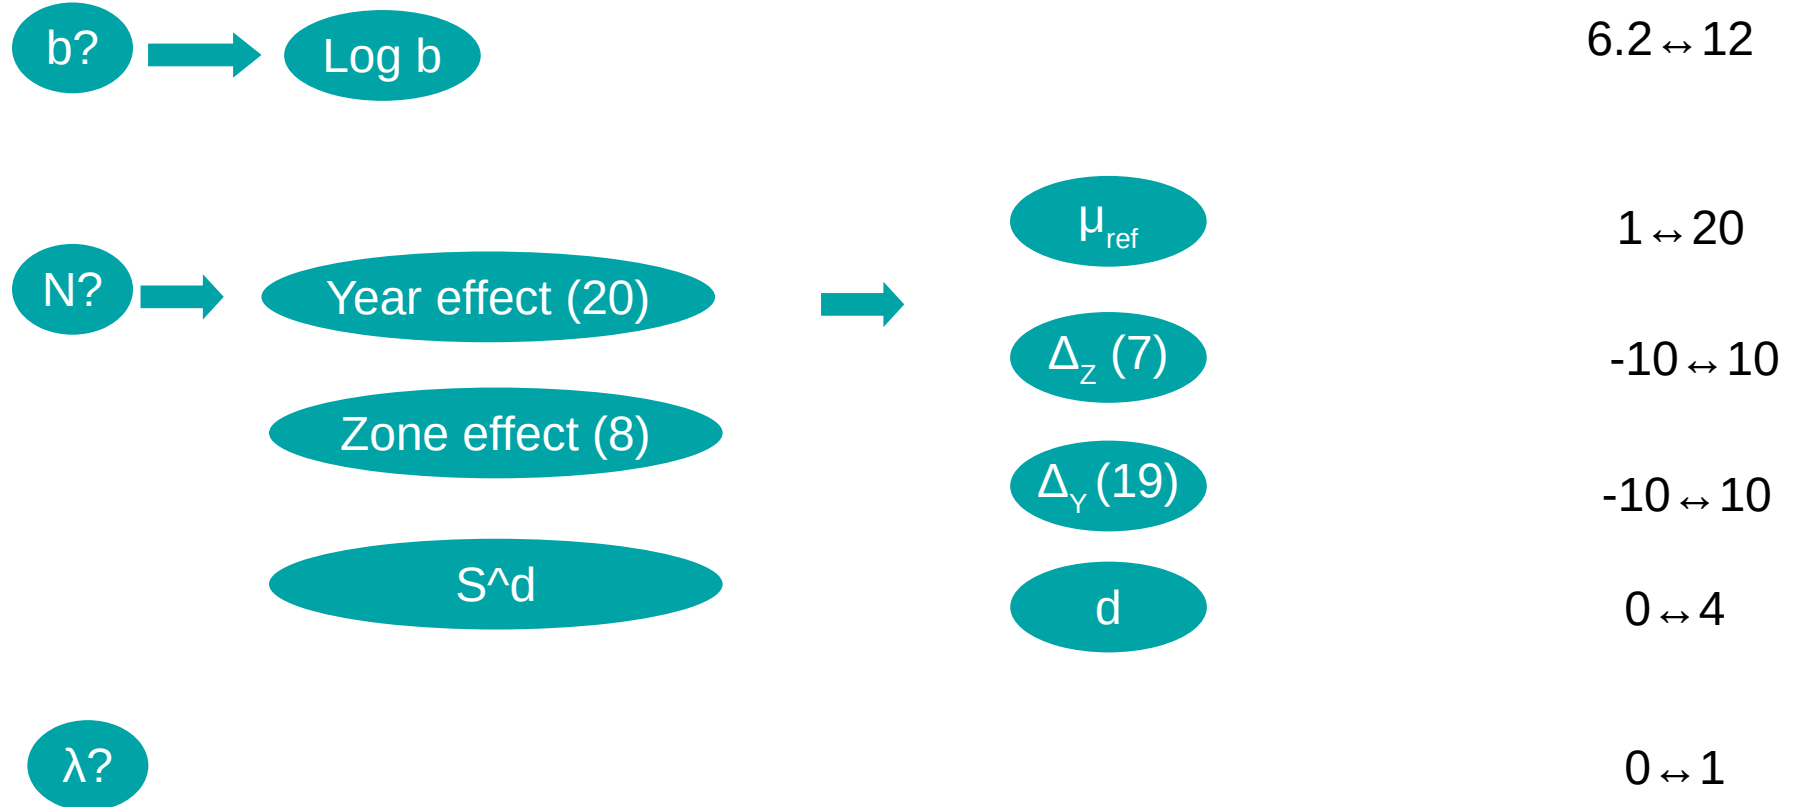 b?
Log b
6.2↔12
μref
1↔20
N?
Year effect (20)
ΔZ (7)
-10↔10
Zone effect (8)
ΔY (19)
-10↔10
S^d
d
0↔4
λ?
0↔1